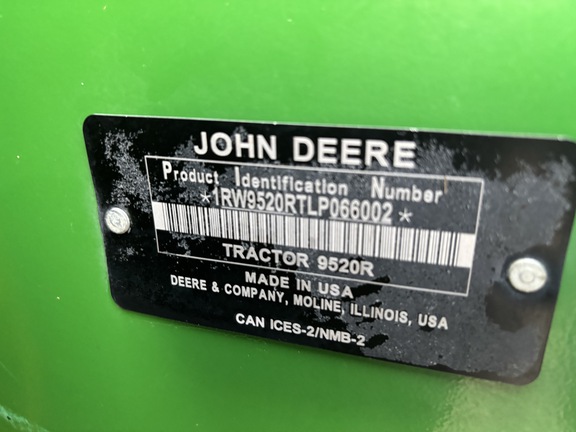 JOHN DEERE
Product Identification Number
*1RW9520RTLP066002*
TRACTOR 9520R
MADE IN USA
DEERE & COMPANY, MOLINE, ILLINOIS, USA
CAN ICES-2/NMB-2